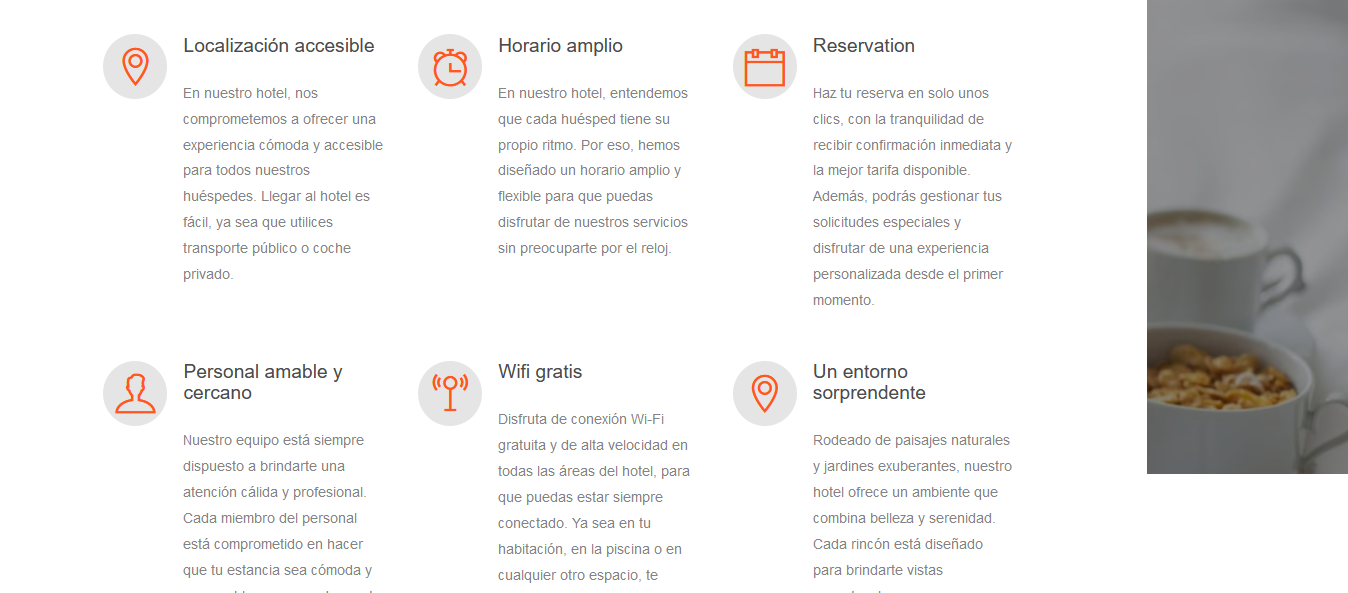 Localización accesible
En nuestro hotel, nos
comprometemos a ofrecer una
experiencia cómoda y accesible
para todos nuestros
huéspedes. Llegar al hotel es
fácil, ya sea que utilices
transporte público o coche
privado.
Horario amplio
En nuestro hotel, entendemos
que cada huésped tiene su
propio ritmo. Por eso, hemos
diseñado un horario amplio y
flexible para que puedas
disfrutar de nuestros servicios
sin preocuparte por el reloj.
Reservation
Haz tu reserva en solo unos
clics, con la tranquilidad de
recibir confirmación inmediata y
la mejor tarifa disponible.
Además, podrás gestionar tus
solicitudes especiales y
disfrutar de una experiencia
personalizada desde el primer
momento.
Personal amable y
cercano
Nuestro equipo está siempre
dispuesto a brindarte una
atención cálida y profesional.
Cada miembro del personal
está comprometido en hacer
que tu estancia sea cómoda y
Wifi gratis
Disfruta de conexión Wi-Fi
gratuita y de alta velocidad en
todas las áreas del hotel, para
que puedas estar siempre
conectado. Ya sea en tu
habitación, en la piscina o en
cualquier otro espacio, te
Un entorno
sorprendente
Rodeado de paisajes naturales
y jardines exuberantes, nuestro
hotel ofrece un ambiente que
combina belleza y serenidad.
Cada rincón está diseñado
para brindarte vistas